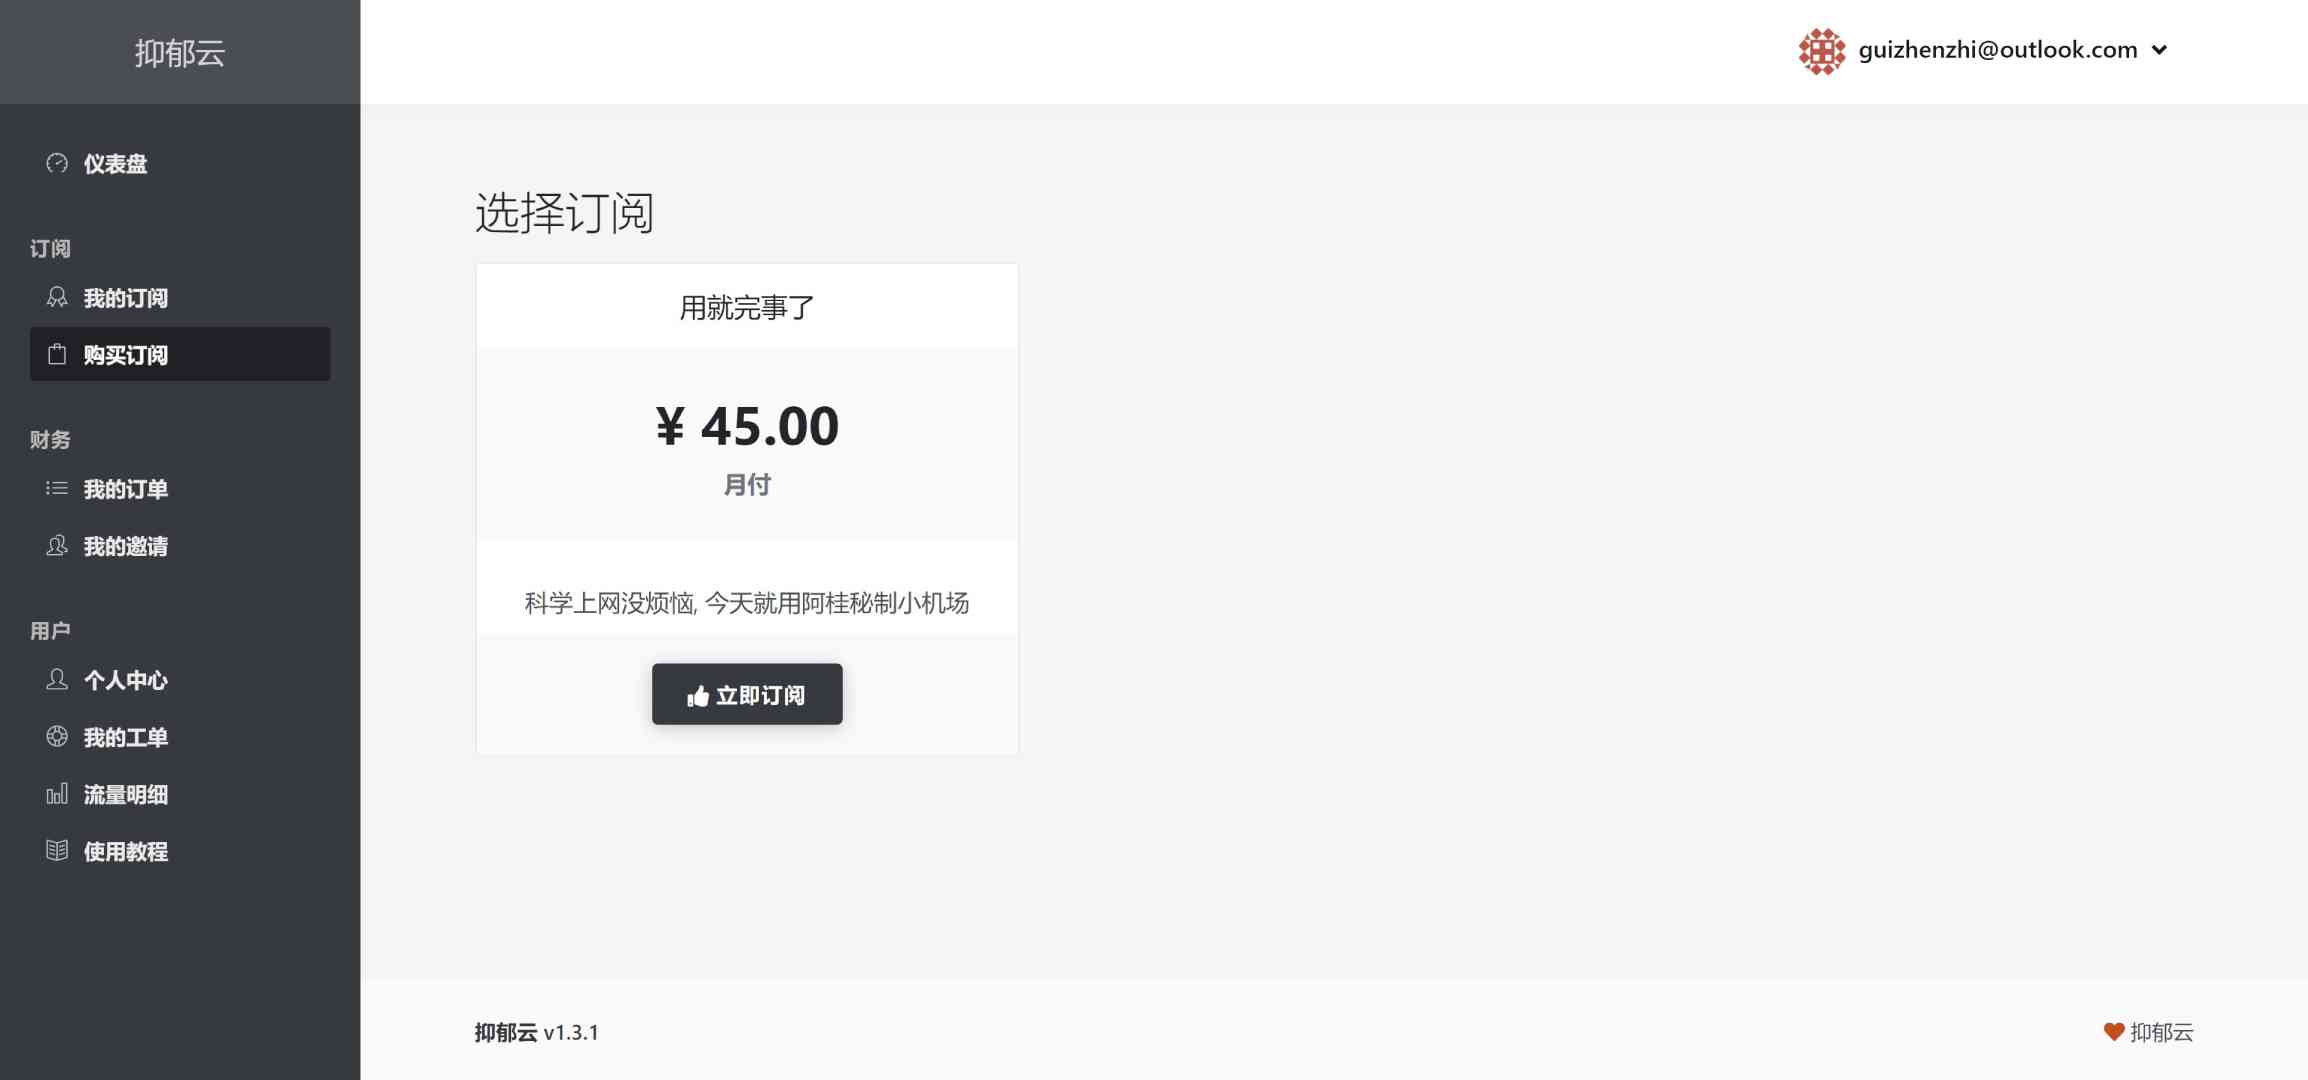 抑郁云
guizhenzhi@outlook.com
仪表盘
订阅
我的订阅
购买订阅
财务
我的订单
我的邀请
用户
个人中心
我的工单
流量明细
使用教程
选择订阅
用就完事了
¥ 45.00
月付
科学上网没烦恼, 今天就用阿桂秘制小机场
立即订阅
抑郁云 v1.3.1
抑郁云